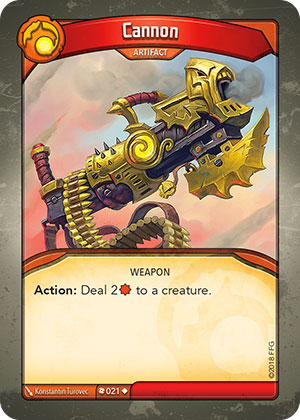 Cannon
ARTIFACT
WEAPON
Action: Deal 2 to a creature.
©2018 FFG
Konstantin Turovec
021